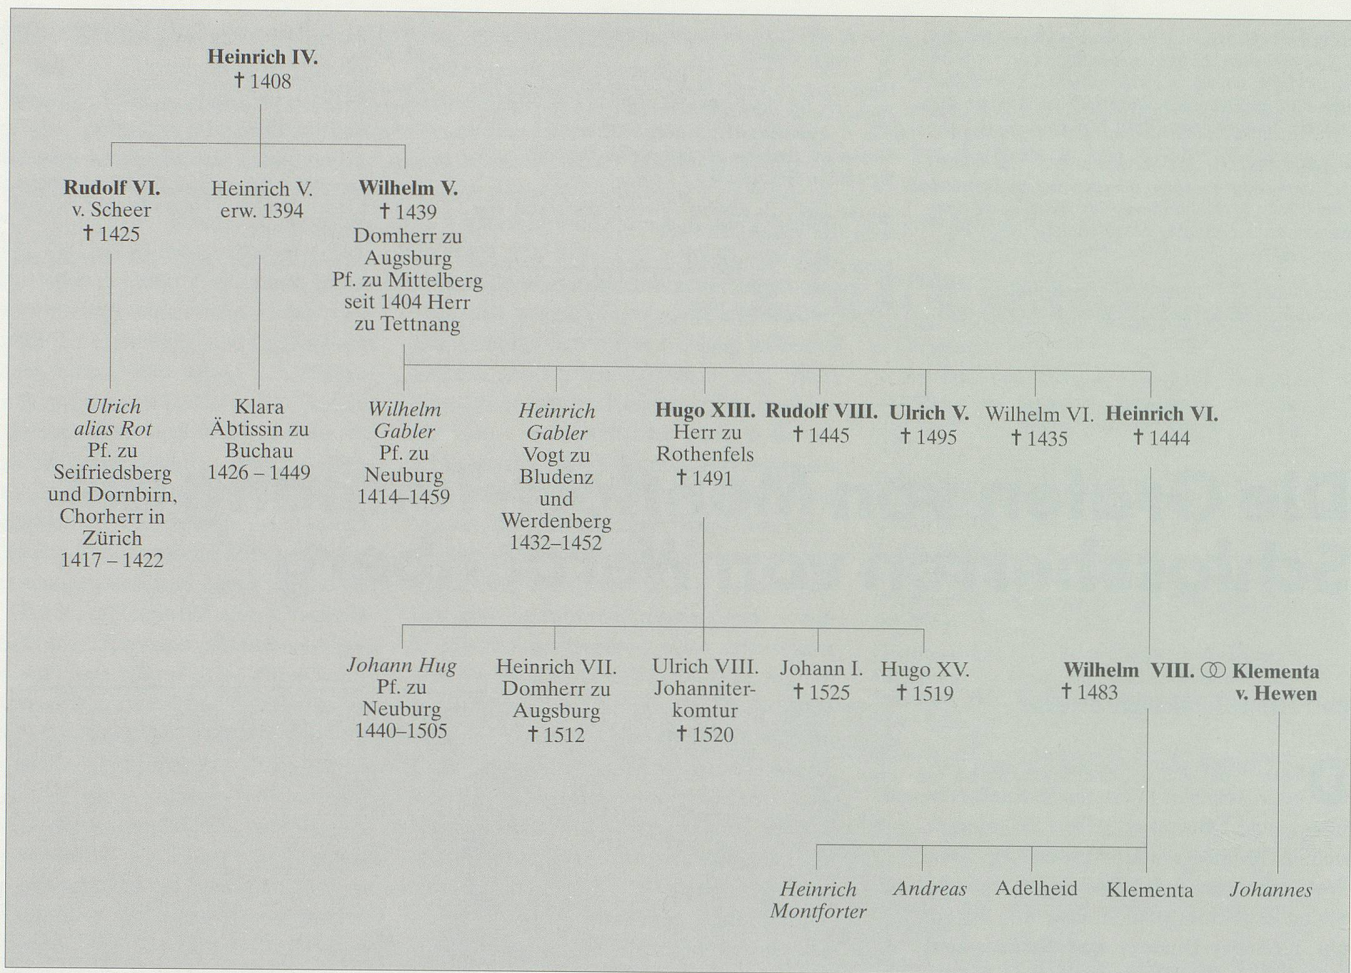 Heinrich IV.
† 1408
Rudolf VI.
v. Scheer
† 1425
Heinrich V.
erw. 1394
Wilhelm V.
† 1439
Domherr zu
Augsburg
Pf. zu Mittelberg
seit 1404 Herr
zu Tettnang
Ulrich
alias Rot
Pf. zu
Seifriedsberg
und Dornbirn,
Chorherr in
Zürich
1417 – 1422
Klara
Äbtissin zu
Buchau
1426 – 1449
Wilhelm
Gabler
Pf. zu
Neuburg
1414–1459
Heinrich
Gabler
Vogt zu
Bludenz
und
Werdenberg
1432–1452
Hugo XIII.
Herr zu
Rothenfels
† 1491
Rudolf VIII.
† 1445
Ulrich V.
† 1495
Wilhelm VI.
† 1435
Heinrich VI.
† 1444
Johann Hug
Pf. zu
Neuburg
1440–1505
Heinrich VII.
Domherr zu
Augsburg
† 1512
Ulrich VIII.
Johanniter-
komtur
† 1520
Johann I.
† 1525
Hugo XV.
† 1519
Wilhelm VIII.
† 1483
Klementa
v. Hewen
Heinrich
Montforter
Andreas
Adelheid
Klementa
Johannes